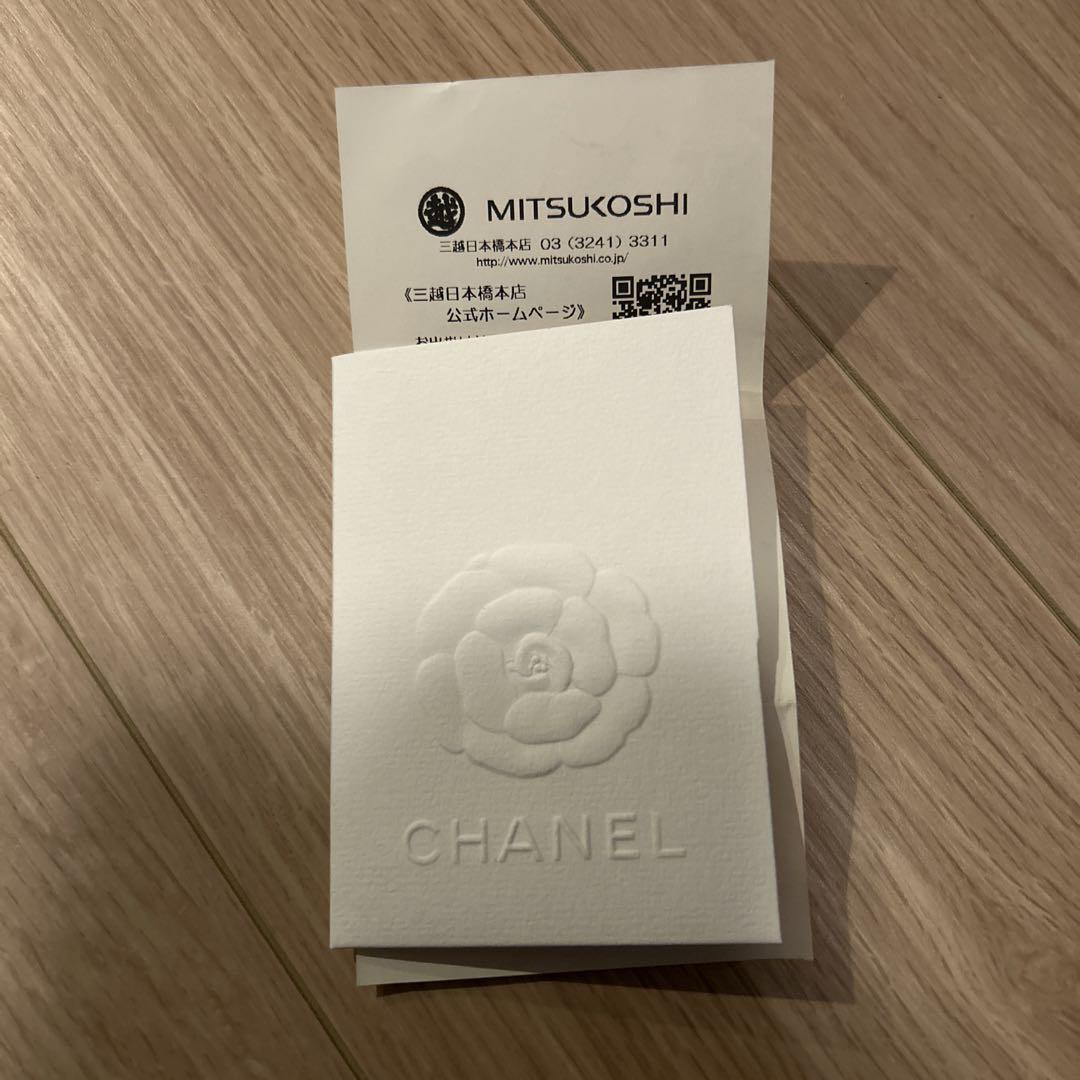 越 MITSUKOSHI
三越日本橋本店 03 (3241) 3311
http://www.mitsukoshi.co.jp/
《三越日本橋本店
公式ホームページ》
CHANEL